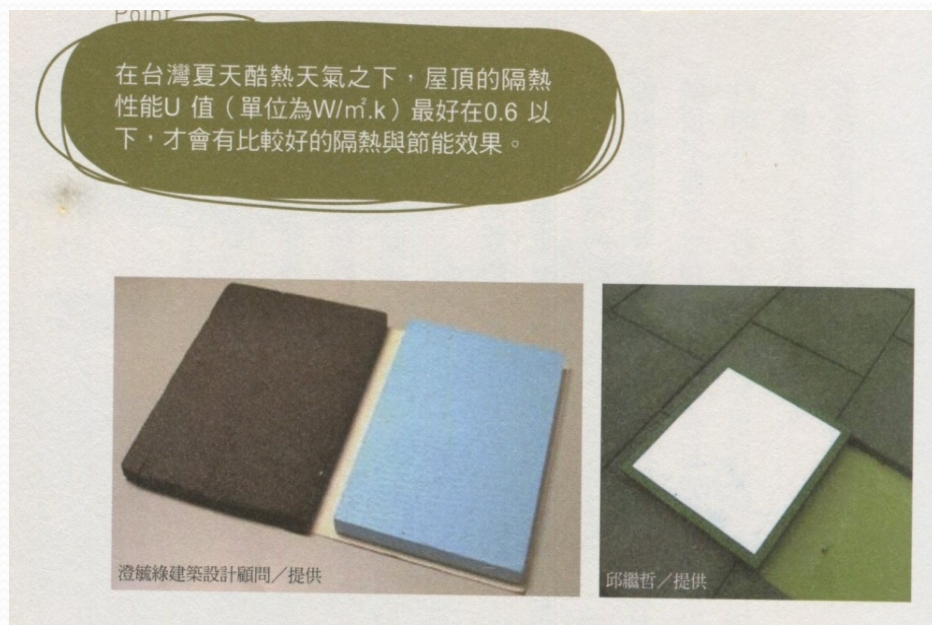 Point
在台灣夏天酷熱天氣之下，屋頂的隔熱
性能U 值（單位為W/㎡.k）最好在0.6 以
下，才會有比較好的隔熱與節能效果。
澄毓綠建築設計顧問／提供
邱繼哲／提供